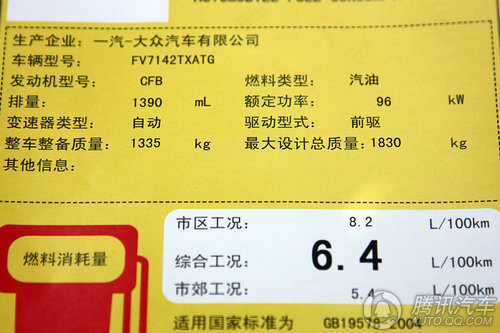 生产企业: 一汽-大众汽车有限公司
车辆型号: FV7142TXATG
发动机型号: CFB 燃料类型: 汽油
排量: 1390 mL 额定功率: 96 kW
变速器类型: 自动 驱动型式: 前驱
整车整备质量: 1335 kg 最大设计总质量: 1830 kg
其他信息:
燃料消耗量
市区工况: 8.2 L/100km
综合工况: 6.4 L/100km
市郊工况: 5.4 L/100km
适用国家标准为 GB19578-2004
腾讯汽车